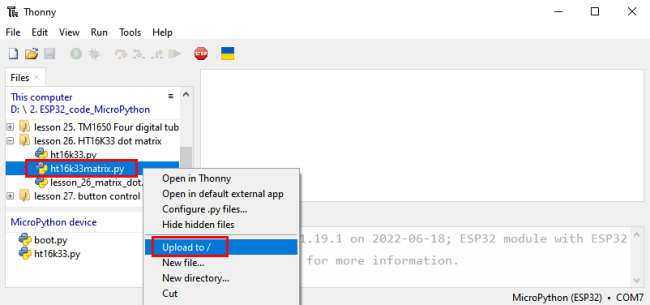 Thonny
File Edit View Run Tools Help
STOP
Files ×
This computer
D: \ 2. ESP32_code_MicroPython
lesson 25. TM1650 Four digital tub
lesson 26. HT16K33 dot matrix
ht16k33.py
ht16k33matrix.py
lesson_26_matrix_dot.
lesson 27. button control
MicroPython device
boot.py
ht16k33.py
Open in Thonny
Open in default external app
Configure .py files...
Hide hidden files
Upload to /
New file...
New directory...
Cut
1.19.1 on 2022-06-18; ESP32 module with ESP32
for more information.
MicroPython (ESP32) • COM7